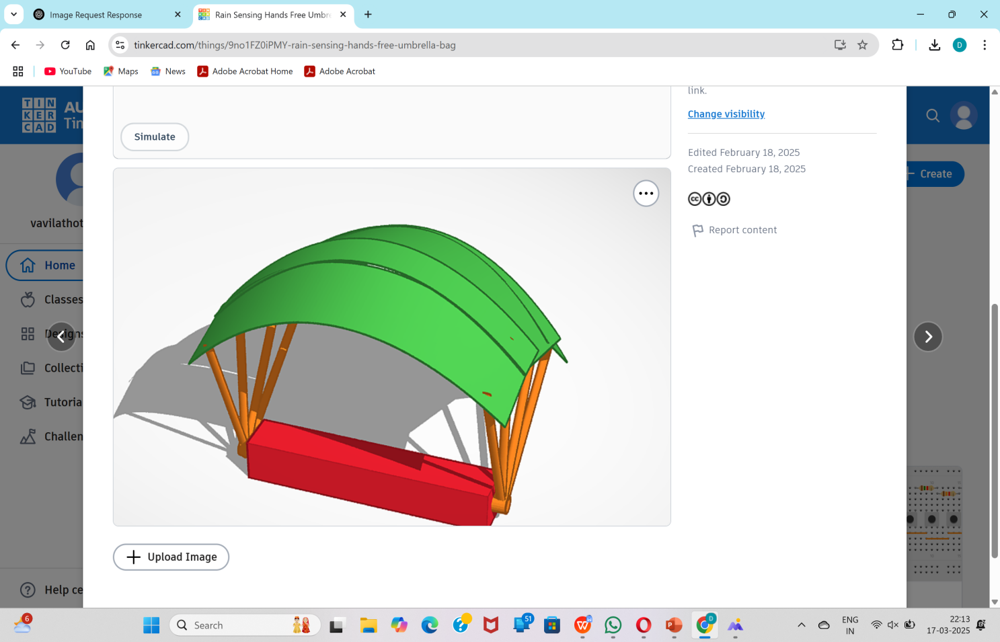 Image Request Response
Rain Sensing Hands Free Umbre
tinkercad.com/things/9no1FZ0iPMY-rain-sensing-hands-free-umbrella-bag
D
YouTube
Maps
News
Adobe Acrobat Home
Adobe Acrobat
TIN
KER
CAD
AU
Tin
link.
Change visibility
Simulate
Edited February 18, 2025
Created February 18, 2025
Create
vavilathot
cc
Report content
Home
Classes
Designs
Collecti
Tutoria
Challen
Upload Image
Help ce
6
Search
51
W
P
D
ENG
IN
22:13
17-03-2025